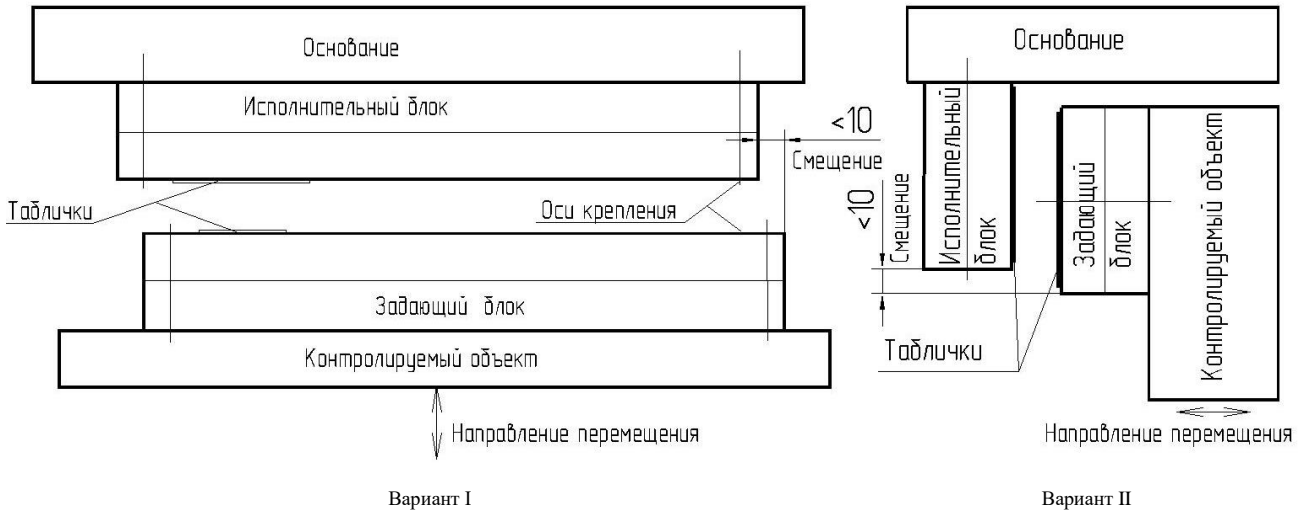 Основание
Исполнительный блок
<10
Смещение
Таблички
Оси крепления
Задающий блок
Контролируемый объект
Направление перемещения
Вариант I
Основание
Исполнительный
блок
Задающий
блок
Контролируемый объект
<10
Смещение
Таблички
Направление перемещения
Вариант II